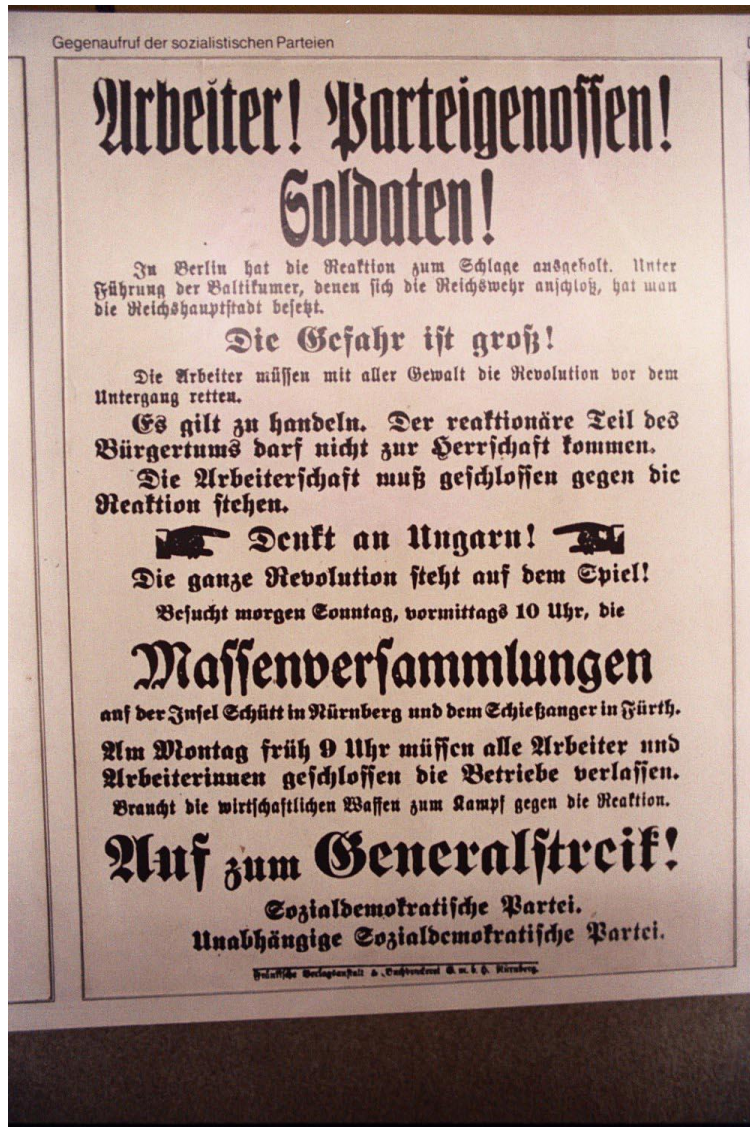 Gegenaufruf der sozialistischen Parteien
Arbeiter! Parteigenossen!
Soldaten!
In Berlin hat die Reaktion zum Schlage ausgeholt. Unter
Führung der Baltikumer, denen sich die Reichswehr anschloß, hat man
die Reichshauptstadt besetzt.
Die Gefahr ist groß!
Die Arbeiter müssen mit aller Gewalt die Revolution vor dem
Untergang retten.
Es gilt zu handeln. Der reaktionäre Teil des
Bürgertums darf nicht zur Herrschaft kommen.
Die Arbeiterschaft muß geschlossen gegen die
Reaktion stehen.
Denkt an Ungarn!
Die ganze Revolution steht auf dem Spiel!
Besucht morgen Sonntag, vormittags 10 Uhr, die
Massenversammlungen
auf der Insel Schütt in Nürnberg und dem Schießanger in Fürth.
Am Montag früh 9 Uhr müssen alle Arbeiter und
Arbeiterinnen geschlossen die Betriebe verlassen.
Braucht die wirtschaftlichen Waffen zum Kampf gegen die Reaktion.
Auf zum Generalstreik!
Sozialdemokratische Partei.
Unabhängige Sozialdemokratische Partei.
Fränkische Verlagsanstalt & Buchdruckerei G. m. b. H. Nürnberg.